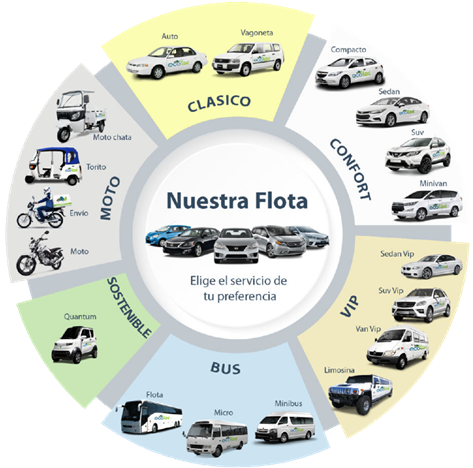 Auto
Vagoneta
CLASICO
Compacto
Sedan
Suv
Minivan
CONFORT
Sedan Vip
Suv Vip
Van Vip
Limosina
VIP
Minibus
Micro
Flota
BUS
Quantum
SOSTENIBLE
Moto chata
Torito
Envío
Moto
MOTO
Nuestra Flota
Elige el servicio de
tu preferencia